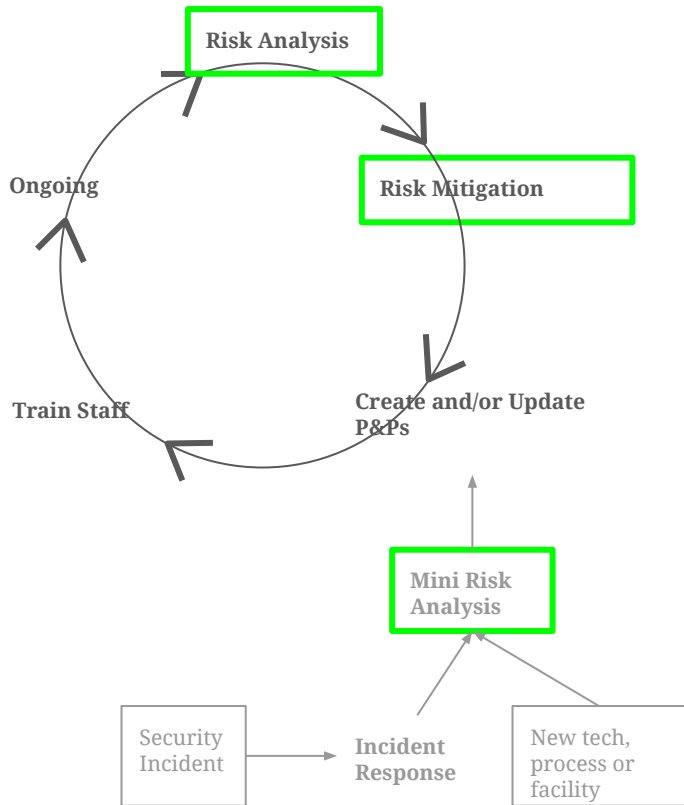 Risk Analysis
Risk Mitigation
Ongoing
Train Staff
Create and/or Update
P&Ps
Mini Risk
Analysis
Security
Incident
Incident
Response
New tech,
process or
facility